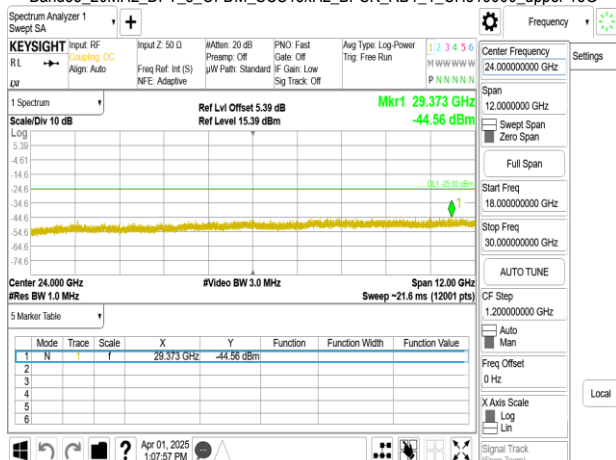 Spectrum Analyzer 1
Swept SA
Frequency
Settings
KEYSIGHT
RL
Input: RF
Coupling: DC
Align: Auto
Input Z: 50 Ω
Freq Ref: Int (S)
NFE: Adaptive
#Atten: 20 dB
Preamp: Off
µW Path: Standard
PNO: Fast
Gate: Off
IF Gain: Low
Sig Track: Off
Avg Type: Log-Power
Trig: Free Run
1 2 3 4 5 6
M W W W W W
P N N N N N
Center Frequency
24.000000000 GHz
Span
12.0000000 GHz
Swept Span
Zero Span
Full Span
Start Freq
18.000000000 GHz
Stop Freq
30.000000000 GHz
AUTO TUNE
CF Step
1.200000000 GHz
Auto
Man
Freq Offset
0 Hz
X Axis Scale
Log
Lin
Signal Track
(Span Zoom)
Local
1 Spectrum
Scale/Div 10 dB
Log
Ref Lvl Offset 5.39 dB
Ref Level 15.39 dBm
Mkr1 29.373 GHz
-44.56 dBm
5.39
-4.61
-14.6
-24.6
-34.6
-44.6
-54.6
-64.6
-74.6
DL1 -25.00 dBm
1
Center 24.000 GHz
#Res BW 1.0 MHz
#Video BW 3.0 MHz
Span 12.00 GHz
Sweep ~21.6 ms (12001 pts)
5 Marker Table
Mode Trace Scale X Y Function Function Width Function Value
1 N 1 f 29.373 GHz -44.56 dBm
2
3
4
5
6
Apr 01, 2025
1:07:57 PM